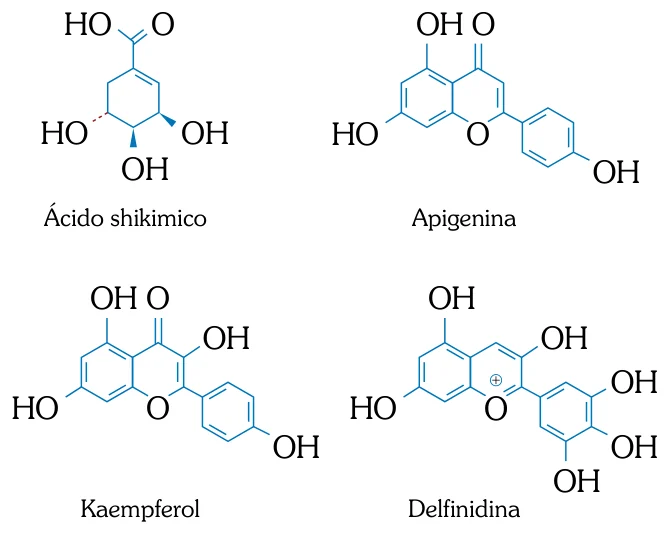 HO O
HO OH
OH
Ácido shikimico
OH O
HO O
OH
Apigenina
OH O
OH
HO O
OH
Kaempferol
OH
OH
OH
HO O
⊕
OH
OH
Delfinidina